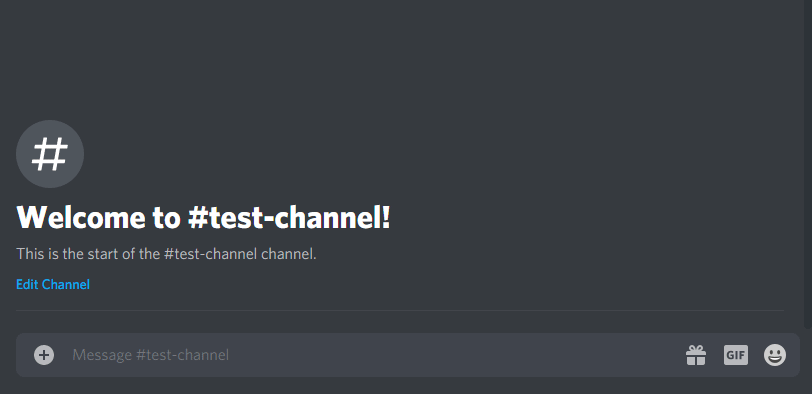 #
Welcome to #test-channel!
This is the start of the #test-channel channel.
Edit Channel
Message #test-channel
GIF